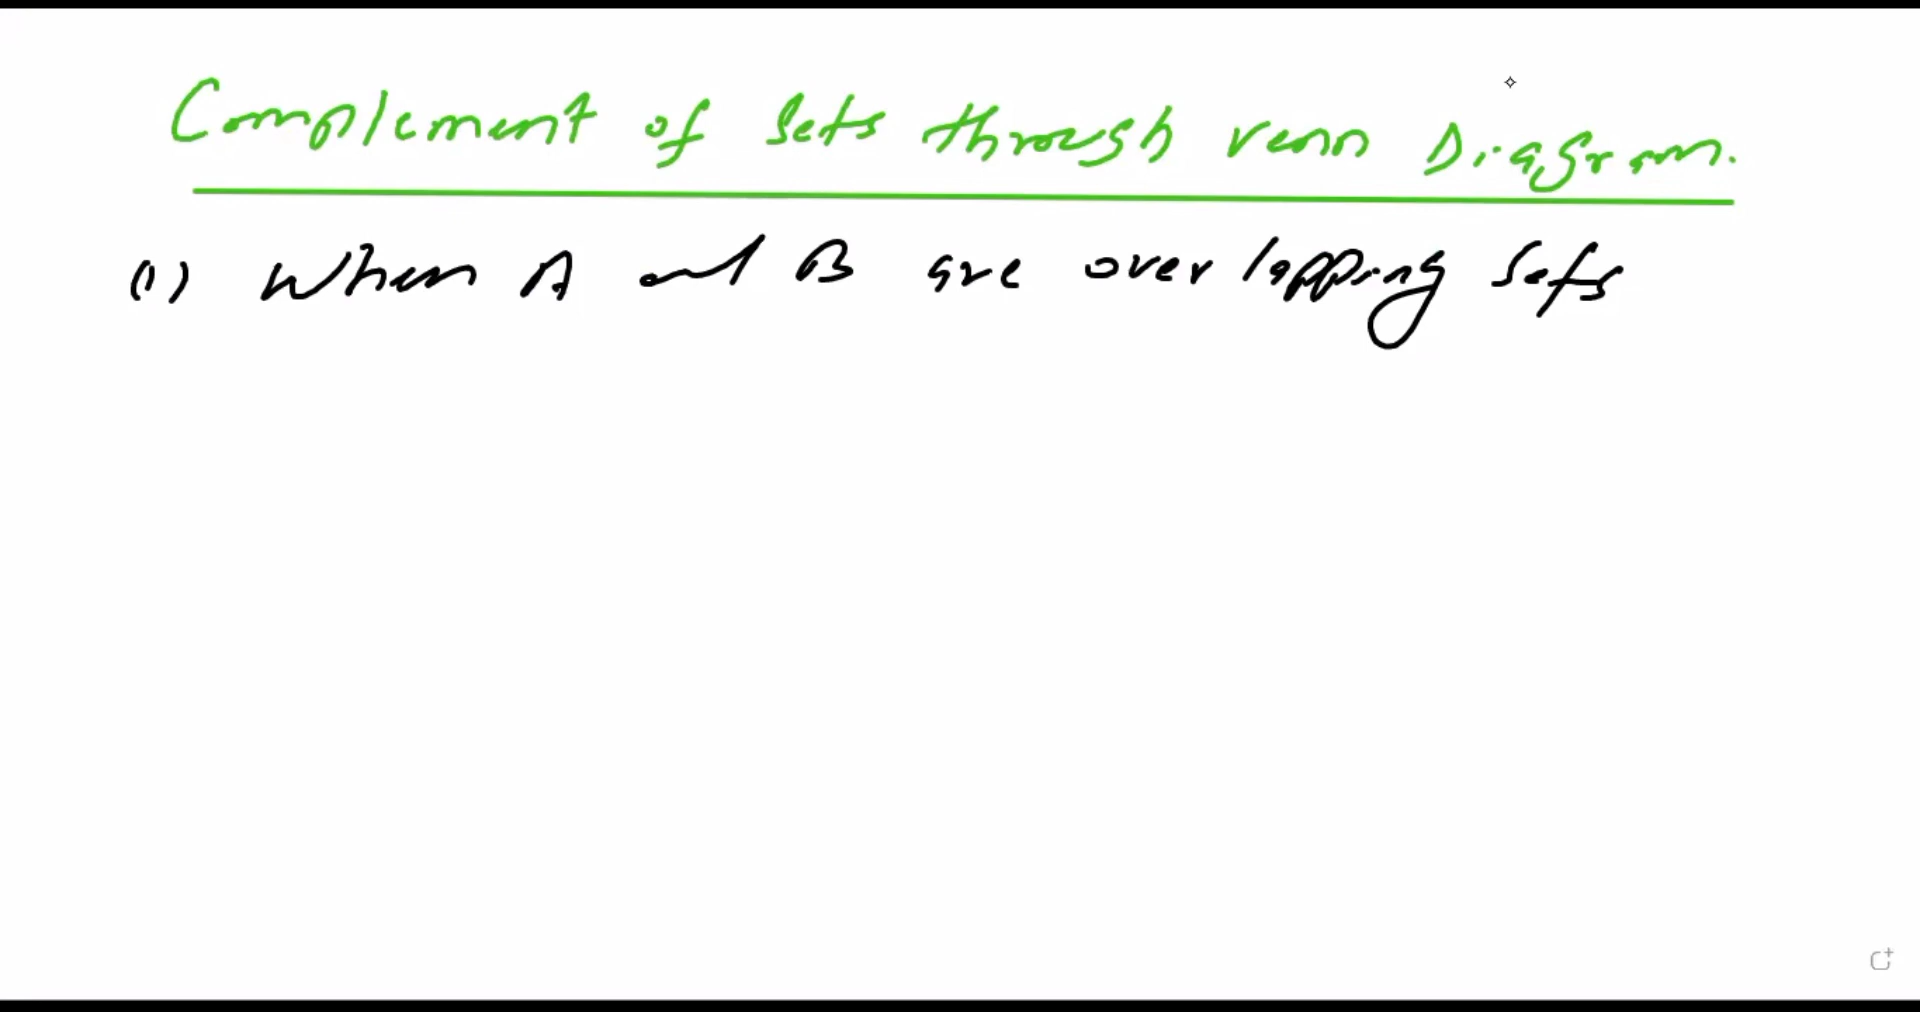 Complement of Sets through venn Diagram.
(1) When A and B are overlapping Sets